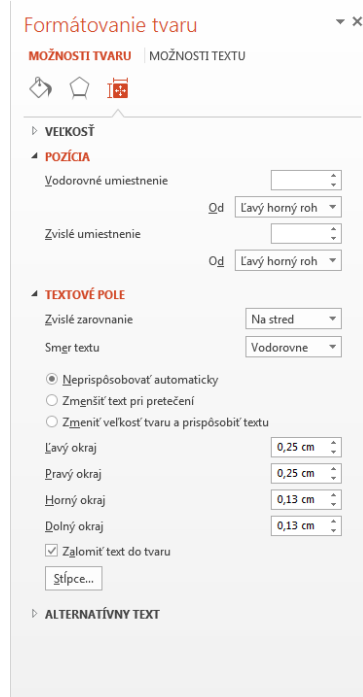 Formátovanie tvaru
MOŽNOSTI TVARU MOŽNOSTI TEXTU
VEĽKOSŤ
POZÍCIA
Vodorovné umiestnenie
Od Ľavý horný roh
Zvislé umiestnenie
Od Ľavý horný roh
TEXTOVÉ POLE
Zvislé zarovnanie Na stred
Smer textu Vodorovne
Neprispôsobovať automaticky
Zmenšiť text pri pretečení
Zmeniť veľkosť tvaru a prispôsobiť textu
Ľavý okraj 0,25 cm
Pravý okraj 0,25 cm
Horný okraj 0,13 cm
Dolný okraj 0,13 cm
Zalomiť text do tvaru
Stĺpce...
ALTERNATÍVNY TEXT